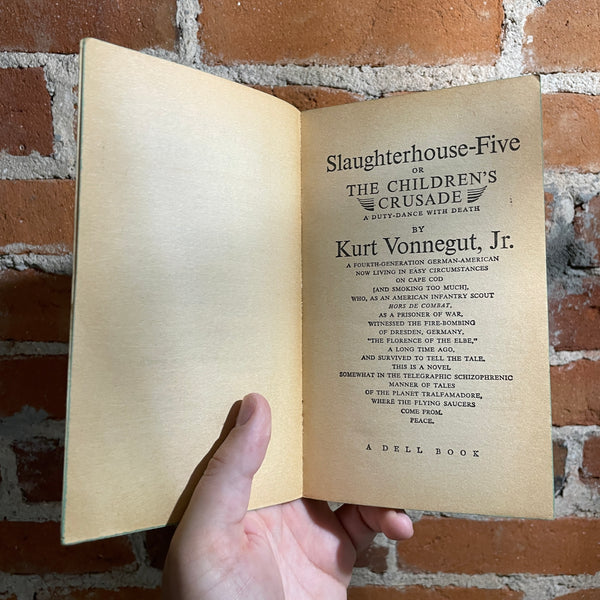 Slaughterhouse-Five
OR
THE CHILDREN'S
CRUSADE
A DUTY-DANCE WITH DEATH
BY
Kurt Vonnegut, Jr.
A FOURTH-GENERATION GERMAN-AMERICAN
NOW LIVING IN EASY CIRCUMSTANCES
ON CAPE COD
[AND SMOKING TOO MUCH],
WHO, AS AN AMERICAN INFANTRY SCOUT
HORS DE COMBAT,
AS A PRISONER OF WAR,
WITNESSED THE FIRE-BOMBING
OF DRESDEN, GERMANY,
"THE FLORENCE OF THE ELBE,"
A LONG TIME AGO,
AND SURVIVED TO TELL THE TALE.
THIS IS A NOVEL
SOMEWHAT IN THE TELEGRAPHIC SCHIZOPHRENIC
MANNER OF TALES
OF THE PLANET TRALFAMADORE,
WHERE THE FLYING SAUCERS
COME FROM.
PEACE.
A DELL BOOK